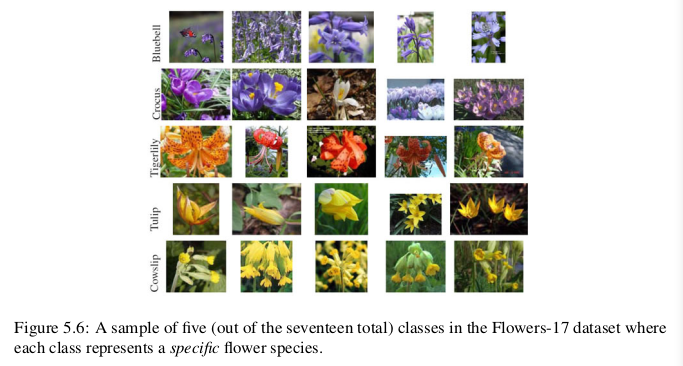 Bluebell
Crocus
Tigerlily
Tulip
Cowslip
Figure 5.6: A sample of five (out of the seventeen total) classes in the Flowers-17 dataset where
each class represents a specific flower species.